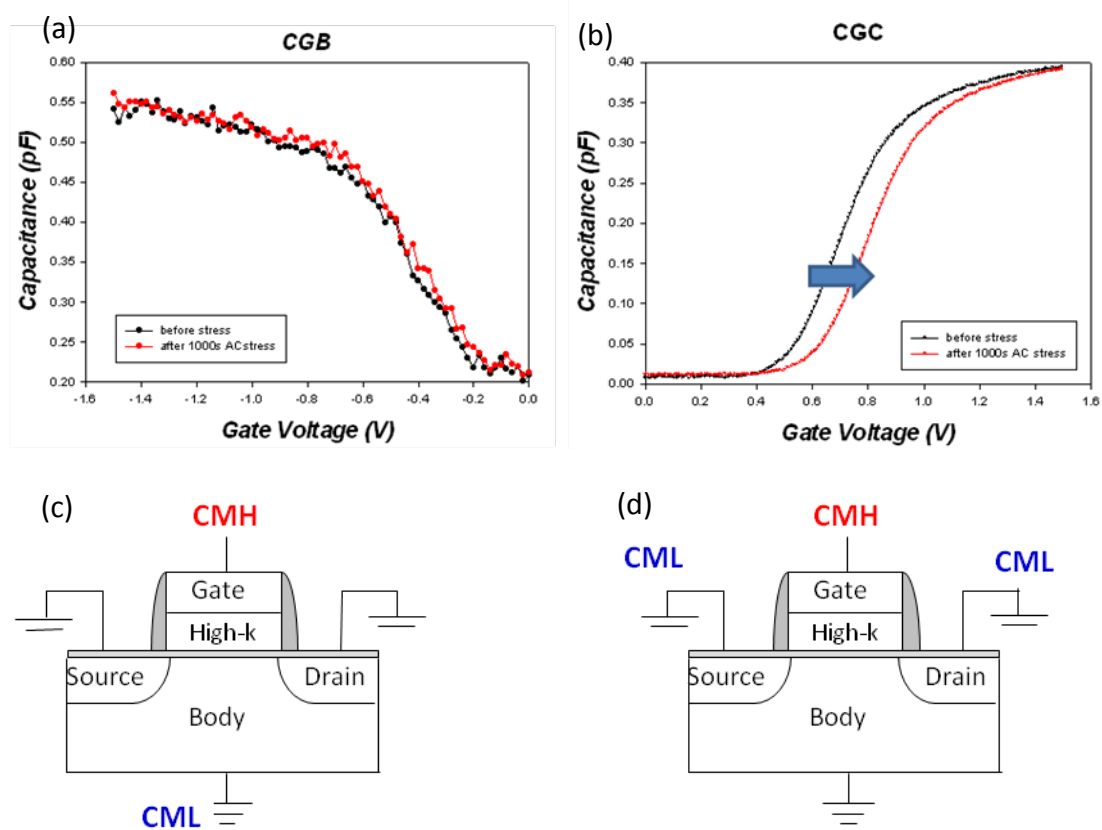 (a)
CGB
Capacitance (pF)
0.60
0.55
0.50
0.45
0.40
0.35
0.30
0.25
0.20
before stress
after 1000s AC stress
-1.6
-1.4
-1.2
-1.0
-0.8
-0.6
-0.4
-0.2
0.0
Gate Voltage (V)
(b)
CGC
Capacitance (pF)
0.40
0.35
0.30
0.25
0.20
0.15
0.10
0.05
0.00
before stress
after 1000s AC stress
0.0
0.2
0.4
0.6
0.8
1.0
1.2
1.4
1.6
Gate Voltage (V)
(c)
CMH
Gate
High-k
Source
Drain
Body
CML
(d)
CMH
CML
CML
Gate
High-k
Source
Drain
Body